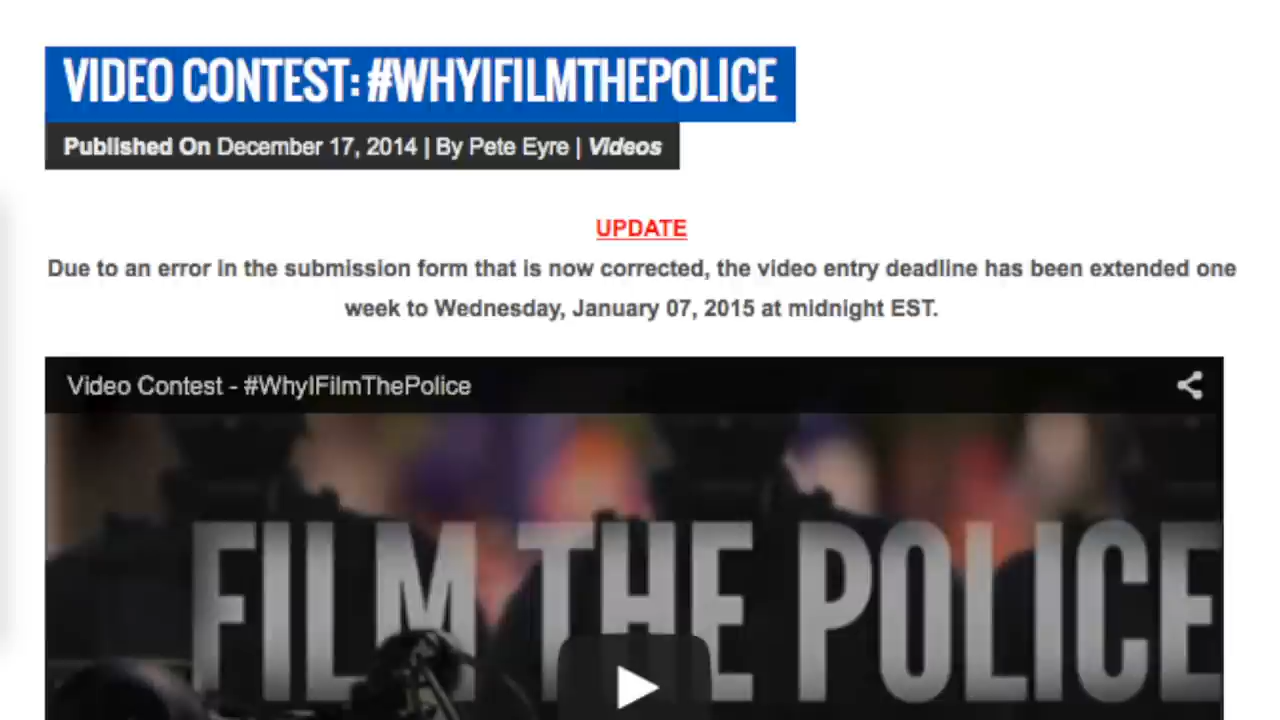 VIDEO CONTEST: #WHYIFILMTHEPOLICE
Published On December 17, 2014 | By Pete Eyre | Videos
UPDATE
Due to an error in the submission form that is now corrected, the video entry deadline has been extended one
week to Wednesday, January 07, 2015 at midnight EST.
Video Contest - #WhyIFilmThePolice
FILM THE POLICE